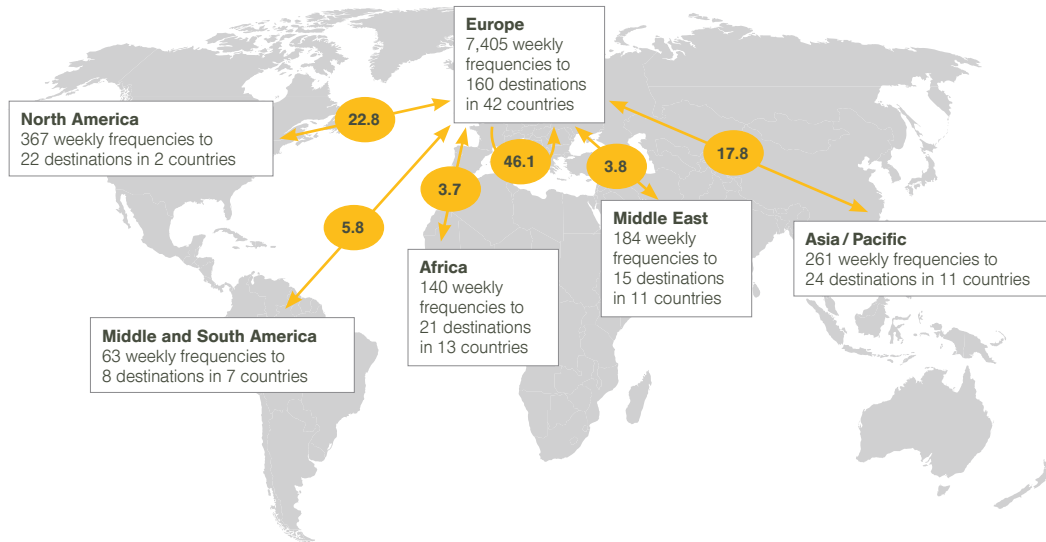 Europe
7,405 weekly
frequencies to
160 destinations
in 42 countries
North America
367 weekly frequencies to
22 destinations in 2 countries
22.8
46.1
3.7
3.8
17.8
5.8
Middle East
184 weekly
frequencies to
15 destinations
in 11 countries
Asia / Pacific
261 weekly frequencies to
24 destinations in 11 countries
Africa
140 weekly
frequencies to
21 destinations
in 13 countries
Middle and South America
63 weekly frequencies to
8 destinations in 7 countries